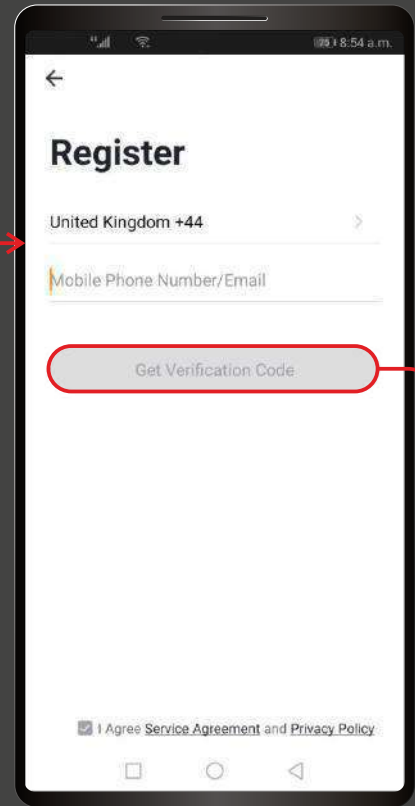 8:54 a.m.
Register
United Kingdom +44
Mobile Phone Number/Email
Get Verification Code
I Agree Service Agreement and Privacy Policy